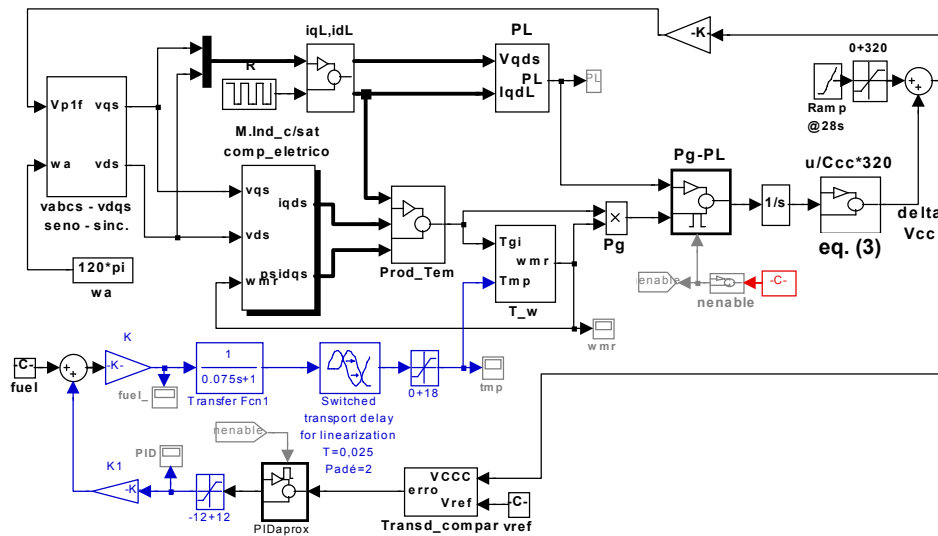 -K-
iqL,idL
PL
0+320
R
Vqds
PL
IqdL
PL
Ramp
@28s
Vp1f
vqs
wa
vds
M.Ind_c/sat
comp_eletrico
vabcs - vdqs
seno - sinc.
vqs
iqds
vds
psidqs
wmr
Prod_Tem
Pg-PL
u/Ccc*320
1/s
delta
Vcc
eq. (3)
×
Pg
120*pi
wa
Tgi
wmr
Tmp
T_w
nenable
nenable
-C-
wmr
K
-C-
fuel
-K-
fuel_
1
0.075s+1
Transfer Fcn1
Switched
transport delay
for linearization
T=0,025
Padé=2
0+18
tmp
nenable
PID
K1
-K
-12+12
PIDaprox
VCCC
erro
Vref
Transd_compar
-C-
vref